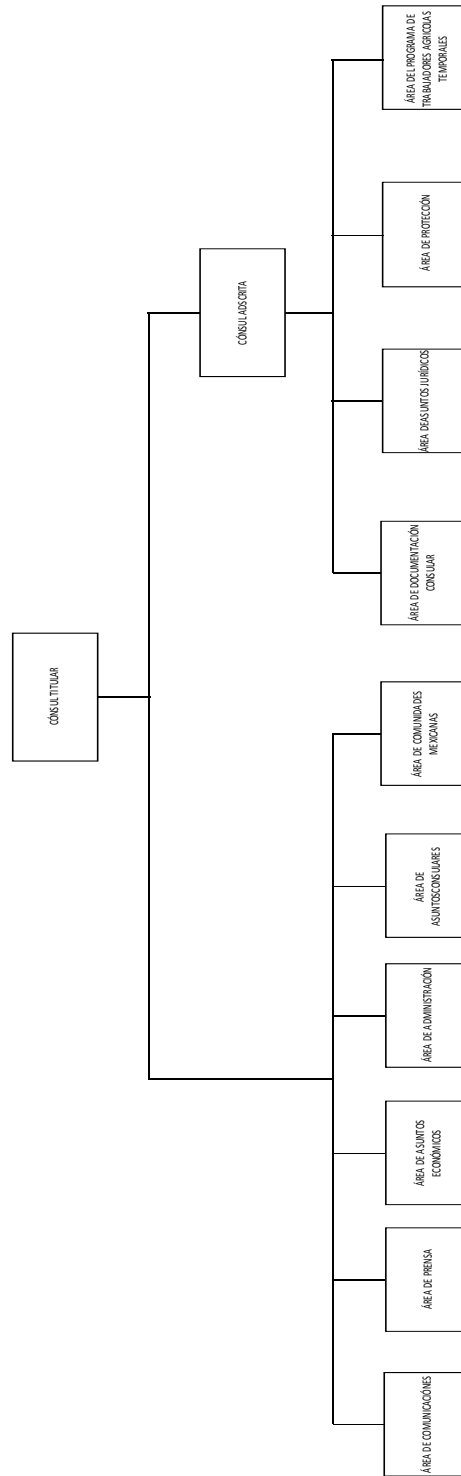 CÓNSUL TITULAR
CÓNSUL ADSCRITA
ÁREA DE COMUNICACIÓNES
ÁREA DE PRENSA
ÁREA DE ASUNTOS
ECONÓMICOS
ÁREA DE ADMINISTRACIÓN
ÁREA DE
ASUNTOS CONSULARES
ÁREA DE COMUNIDADES
MEXICANAS
ÁREA DE DOCUMENTACIÓN
CONSULAR
ÁREA DE ASUNTOS JURÍDICOS
ÁREA DE PROTECCIÓN
ÁREA DEL PROGRAMA DE
TRABAJADORES AGRICOLAS
TEMPORALES